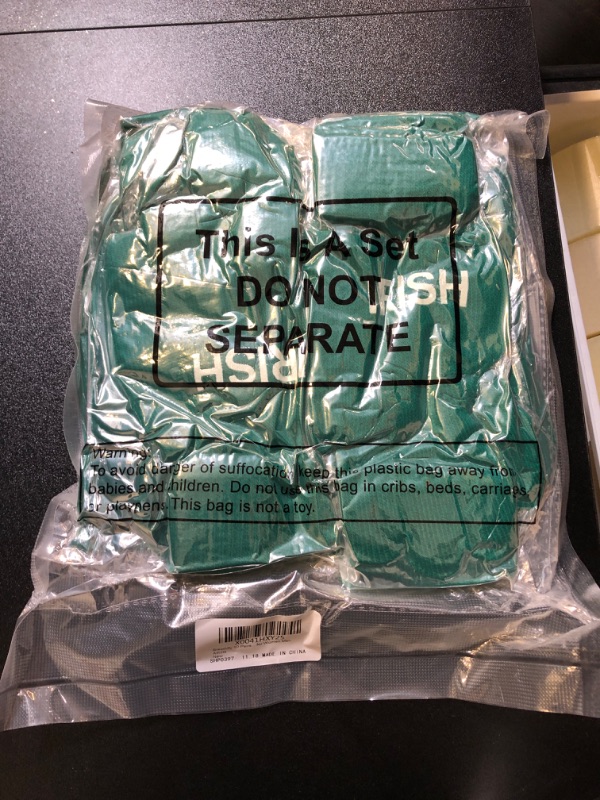 This Is A Set
DO NOT
SEPARATE
IRISH
IRISH
Warning:
To avoid danger of suffocation keep this plastic bag away from
babies and children. Do not use this bag in cribs, beds, carriages
or playpens. This bag is not a toy.
MADE IN CHINA